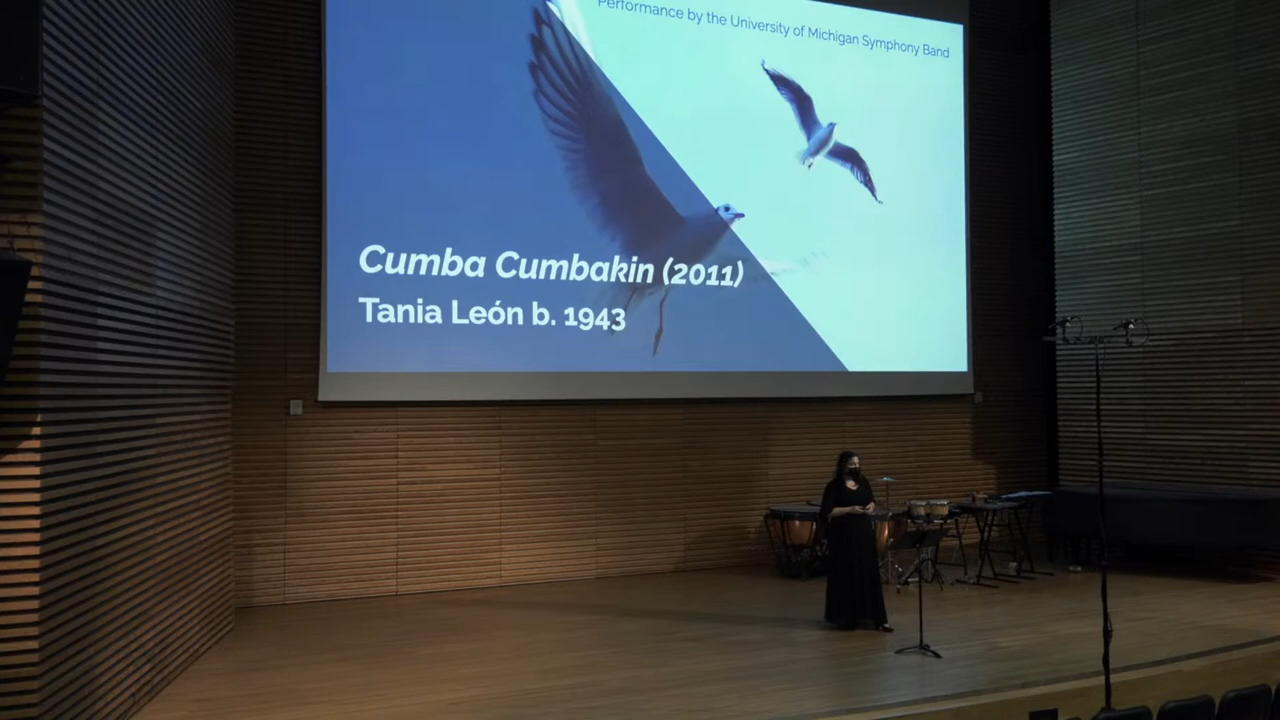 Performance by the University of Michigan Symphony Band
Cumba Cumbakin (2011)
Tania León b. 1943